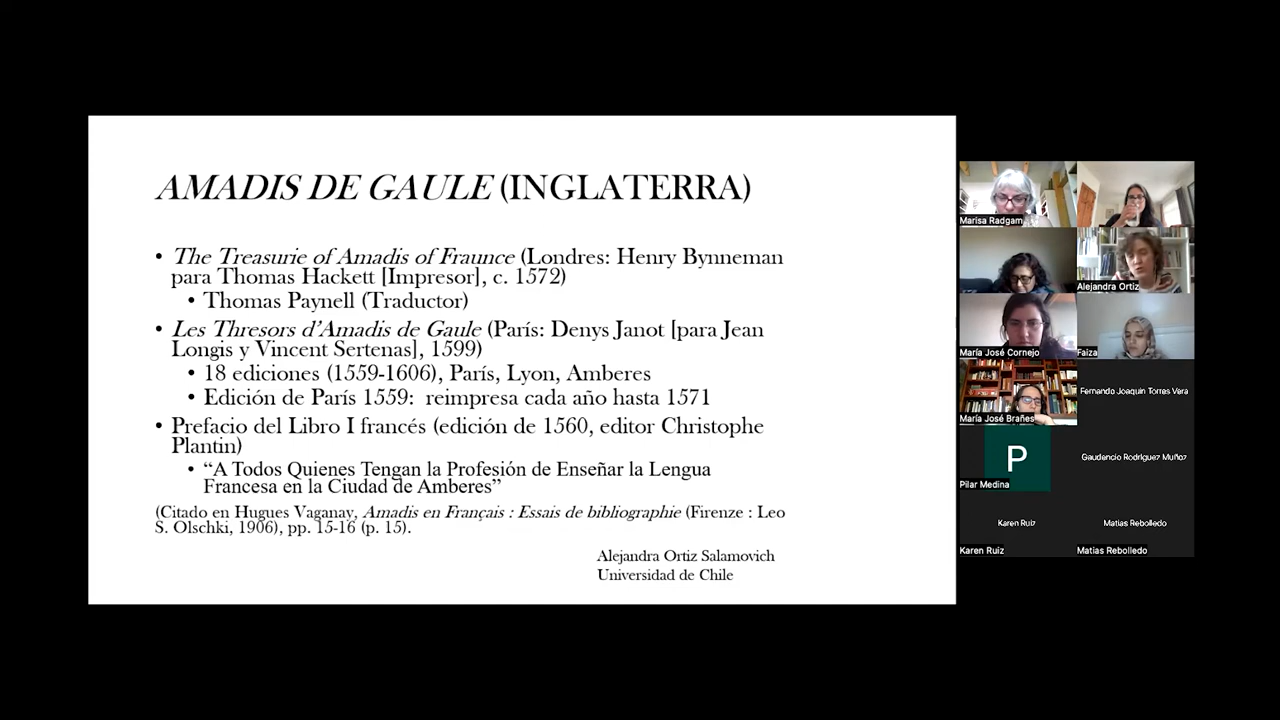 AMADIS DE GAULE (INGLATERRA)
• The Treasurie of Amadis of Fraunce (Londres: Henry Bynneman
para Thomas Hackett [Impresor], c. 1572)
• Thomas Paynell (Traductor)
• Les Thresors d’Amadis de Gaule (París: Denys Janot [para Jean
Longis y Vincent Sertenas], 1599)
• 18 ediciones (1559-1606), París, Lyon, Amberes
• Edición de París 1559: reimpresa cada año hasta 1571
• Prefacio del Libro I francés (edición de 1560, editor Christophe
Plantin)
• “A Todos Quienes Tengan la Profesión de Enseñar la Lengua
Francesa en la Ciudad de Amberes”
(Citado en Hugues Vaganay, Amadis en Français : Essais de bibliographie (Firenze : Leo
S. Olschki, 1906), pp. 15-16 (p. 15).
Alejandra Ortiz Salamovich
Universidad de Chile
Marisa Radgam
Alejandra Ortiz
María José Cornejo
Faiza
María José Brañes
Fernando Joaquin Torres Vera
P
Pilar Medina
Gaudencio Rodríguez Muñoz
Karen Ruiz
Karen Ruiz
Matías Rebolledo
Matías Rebolledo